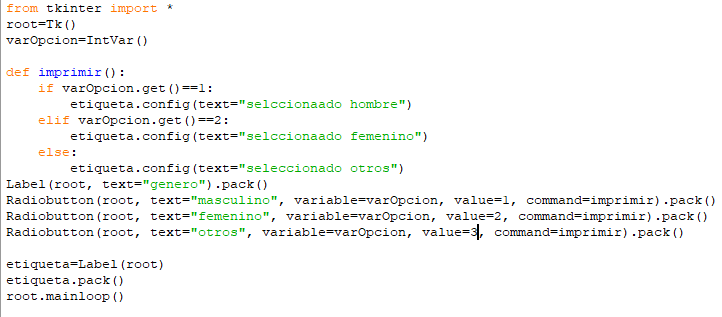 from tkinter import *
root=Tk()
varOpcion=IntVar()
def imprimir():
    if varOpcion.get()==1:
        etiqueta.config(text="selccionaado hombre")
    elif varOpcion.get()==2:
        etiqueta.config(text="selccionaado femenino")
    else:
        etiqueta.config(text="seleccionado otros")
Label(root, text="genero").pack()
Radiobutton(root, text="masculino", variable=varOpcion, value=1, command=imprimir).pack()
Radiobutton(root, text="femenino", variable=varOpcion, value=2, command=imprimir).pack()
Radiobutton(root, text="otros", variable=varOpcion, value=3, command=imprimir).pack()
etiqueta=Label(root)
etiqueta.pack()
root.mainloop()